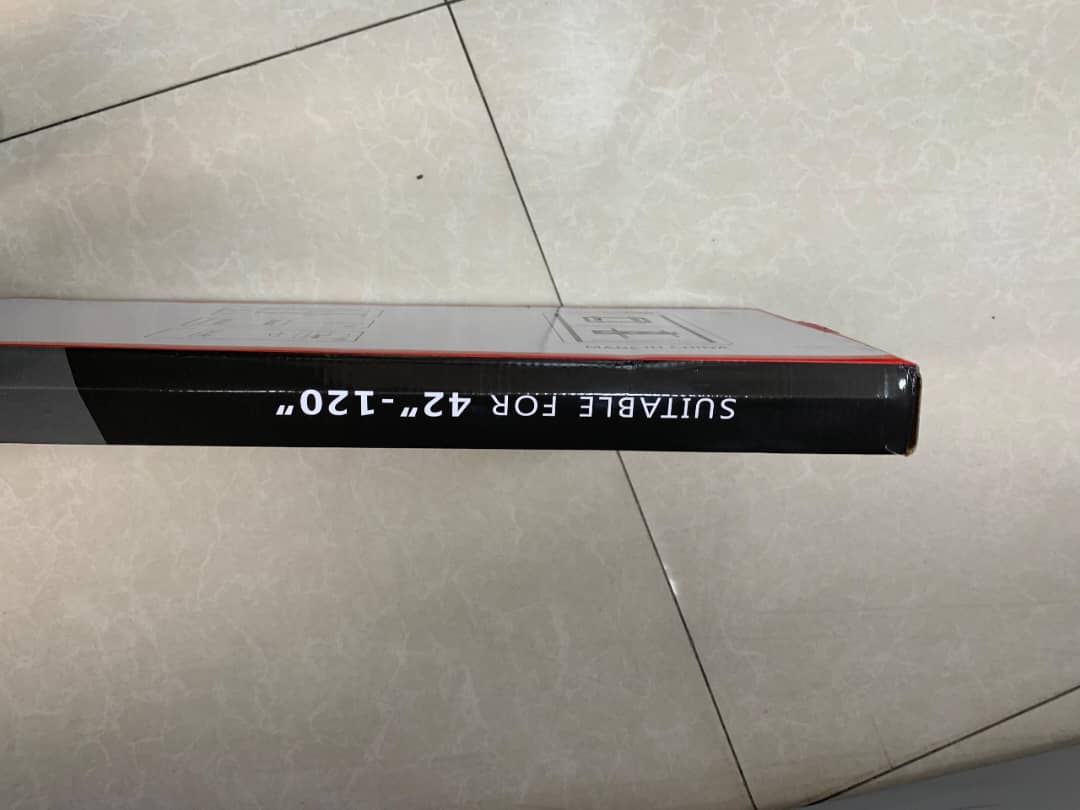 SUITABLE FOR 42"-120"
MADE IN CHINA